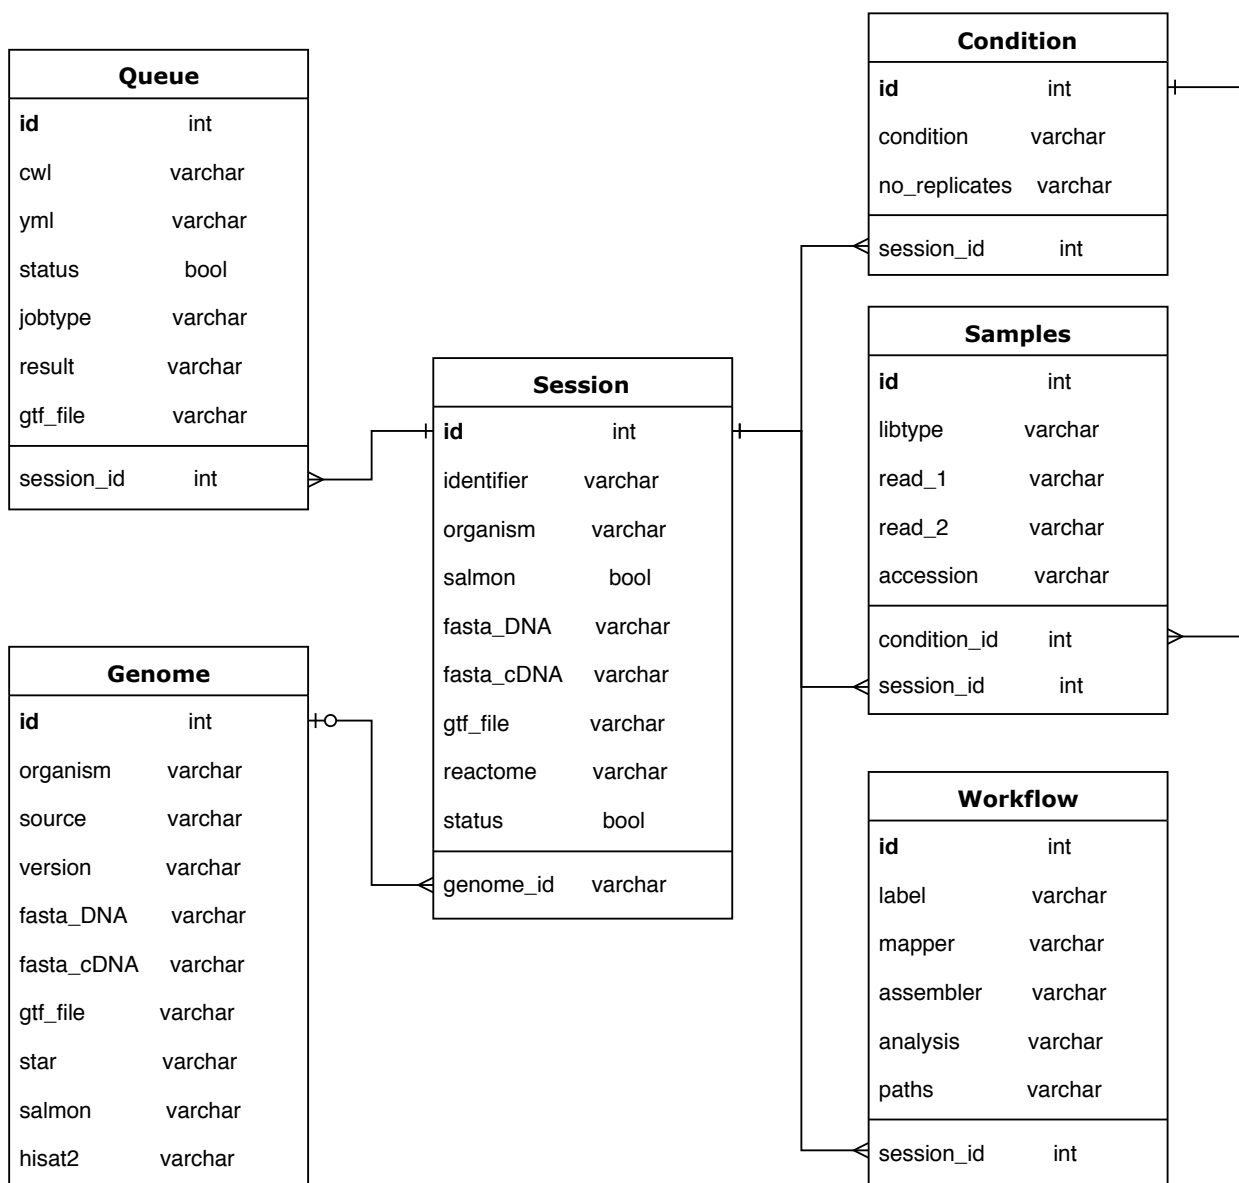 Queue
id int
cwl varchar
yml varchar
status bool
jobtype varchar
result varchar
gtf_file varchar
session_id int
Genome
id int
organism varchar
source varchar
version varchar
fasta_DNA varchar
fasta_cDNA varchar
gtf_file varchar
star varchar
salmon varchar
hisat2 varchar
Session
id int
identifier varchar
organism varchar
salmon bool
fasta_DNA varchar
fasta_cDNA varchar
gtf_file varchar
reactome varchar
status bool
genome_id varchar
Condition
id int
condition varchar
no_replicates varchar
session_id int
Samples
id int
libtype varchar
read_1 varchar
read_2 varchar
accession varchar
condition_id int
session_id int
Workflow
id int
label varchar
mapper varchar
assembler varchar
analysis varchar
paths varchar
session_id int